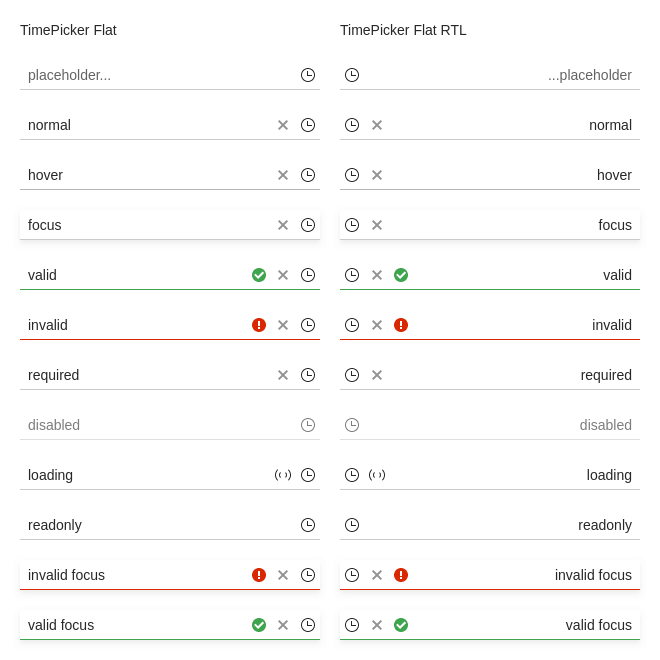 TimePicker Flat
placeholder...
normal
hover
focus
valid
invalid
required
disabled
loading
readonly
invalid focus
valid focus
TimePicker Flat RTL
...placeholder
normal
hover
focus
valid
invalid
required
disabled
loading
readonly
invalid focus
valid focus